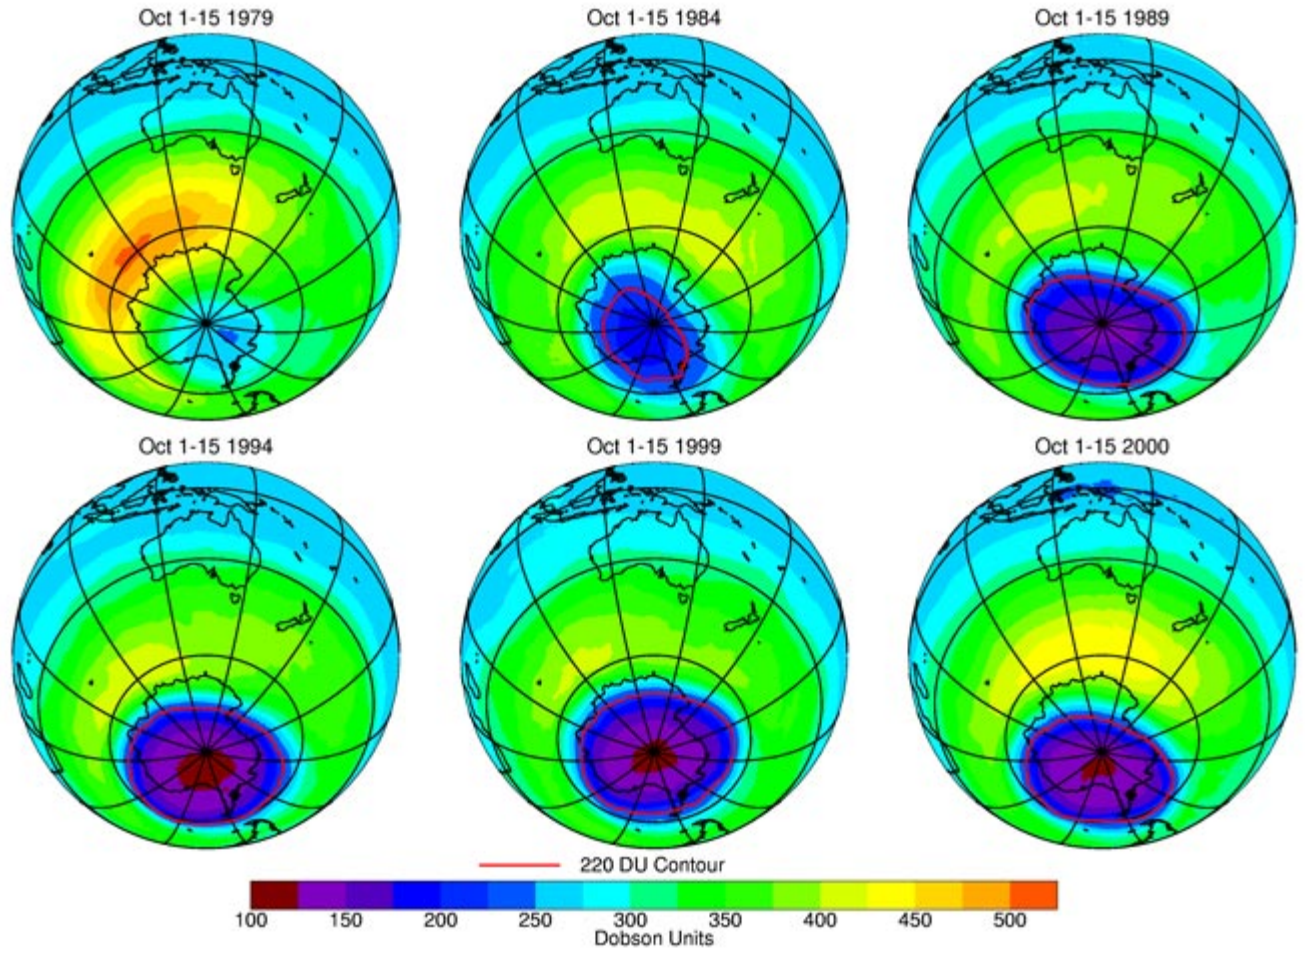 Oct 1-15 1979
Oct 1-15 1984
Oct 1-15 1989
Oct 1-15 1994
Oct 1-15 1999
Oct 1-15 2000
220 DU Contour
100 150 200 250 300 350 400 450 500
Dobson Units